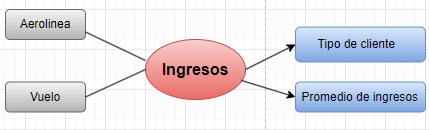 Aerolinea
Vuelo
Ingresos
Tipo de cliente
Promedio de ingresos